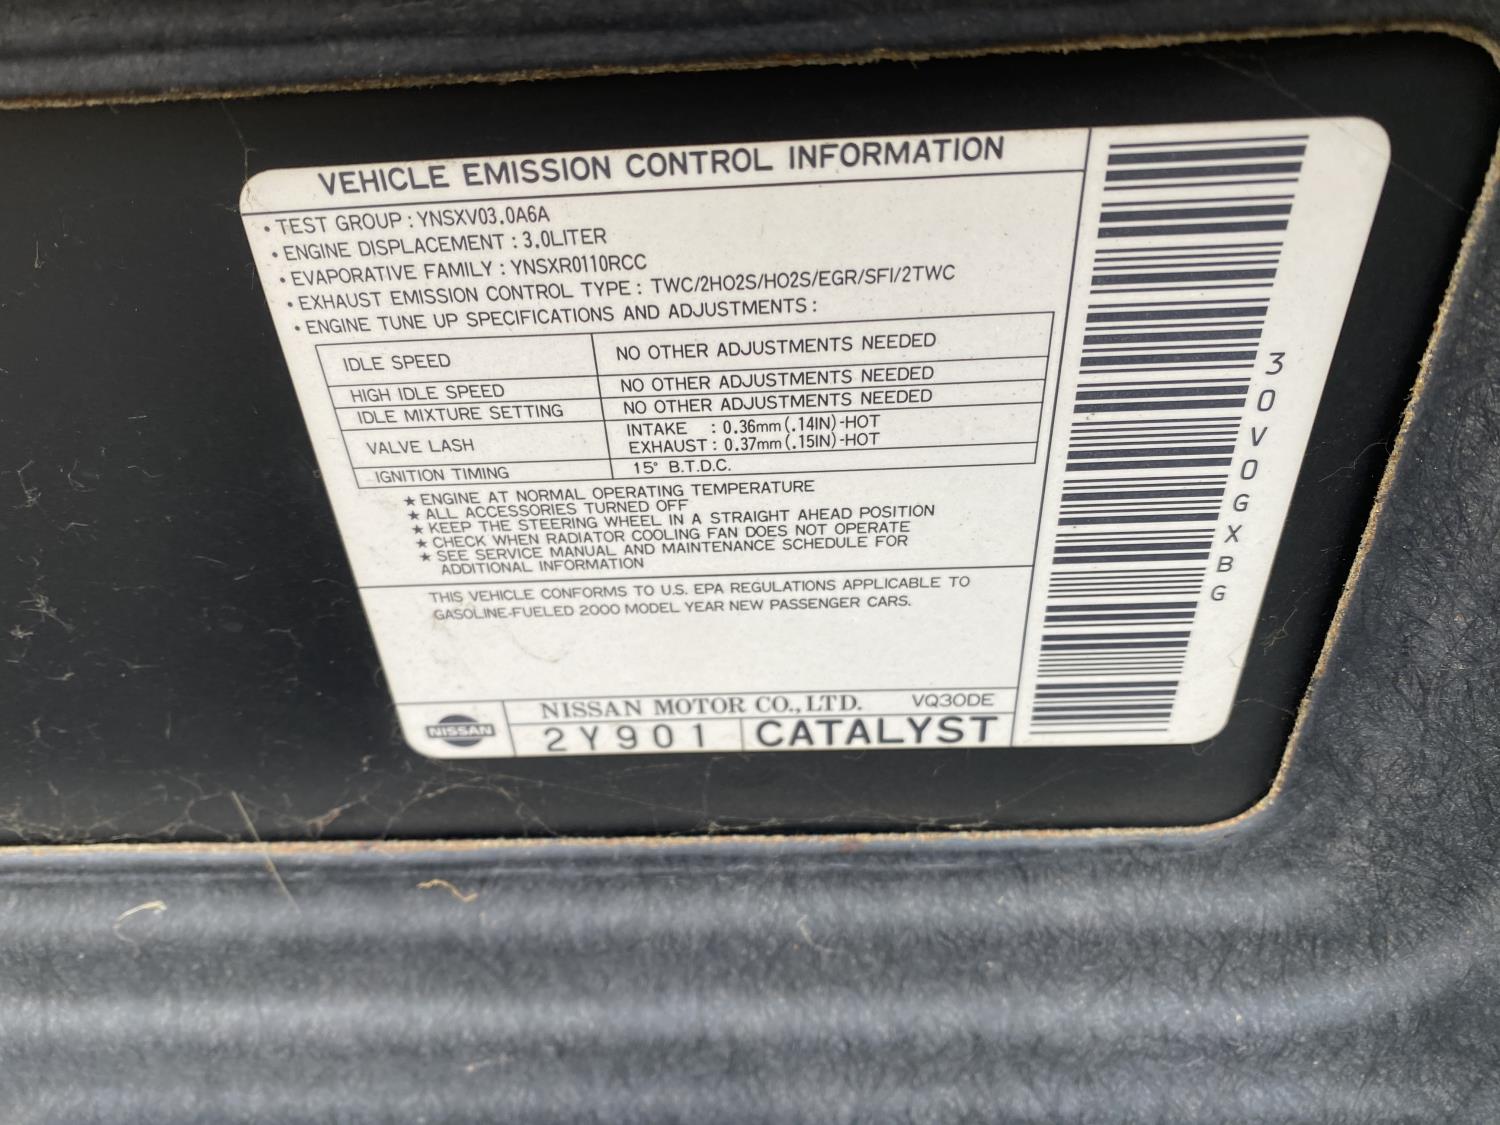 VEHICLE EMISSION CONTROL INFORMATION
• TEST GROUP : YNSXV03.0A6A
• ENGINE DISPLACEMENT : 3.0LITER
• EVAPORATIVE FAMILY : YNSXR0110RCC
• EXHAUST EMISSION CONTROL TYPE : TWC/2HO2S/HO2S/EGR/SFI/2TWC
• ENGINE TUNE UP SPECIFICATIONS AND ADJUSTMENTS :
IDLE SPEED NO OTHER ADJUSTMENTS NEEDED
HIGH IDLE SPEED NO OTHER ADJUSTMENTS NEEDED
IDLE MIXTURE SETTING NO OTHER ADJUSTMENTS NEEDED
VALVE LASH INTAKE : 0.36mm(.14IN)-HOT
EXHAUST : 0.37mm(.15IN)-HOT
IGNITION TIMING 15° B.T.D.C.
★ ENGINE AT NORMAL OPERATING TEMPERATURE
★ ALL ACCESSORIES TURNED OFF
★ KEEP THE STEERING WHEEL IN A STRAIGHT AHEAD POSITION
★ CHECK WHEN RADIATOR COOLING FAN DOES NOT OPERATE
★ SEE SERVICE MANUAL AND MAINTENANCE SCHEDULE FOR
ADDITIONAL INFORMATION
THIS VEHICLE CONFORMS TO U.S. EPA REGULATIONS APPLICABLE TO
GASOLINE-FUELED 2000 MODEL YEAR NEW PASSENGER CARS.
NISSAN
NISSAN MOTOR CO., LTD. VQ30DE
2Y901 CATALYST
30V0GXBG